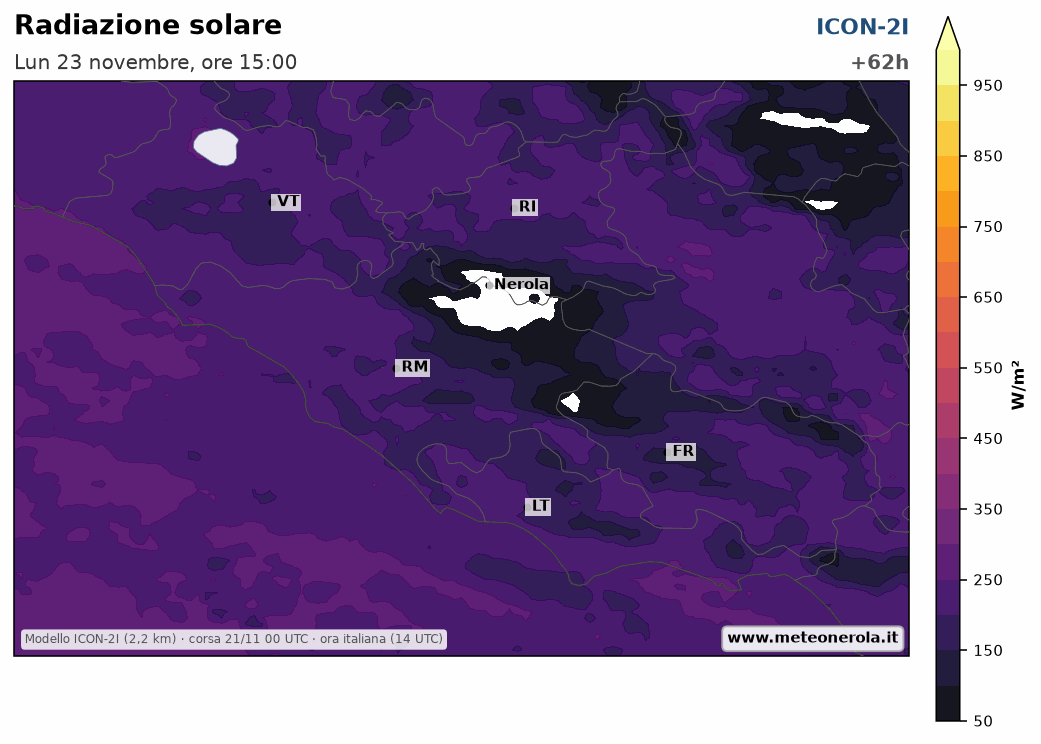 Radiazione solare
ICON-2I
Lun 23 novembre, ore 15:00
+62h
VT
RI
Nerola
RM
FR
LT
950
850
750
650
550
450
350
250
150
50
W/m²
Modello ICON-2I (2,2 km) · corsa 21/11 00 UTC · ora italiana (14 UTC)
www.meteonerola.it